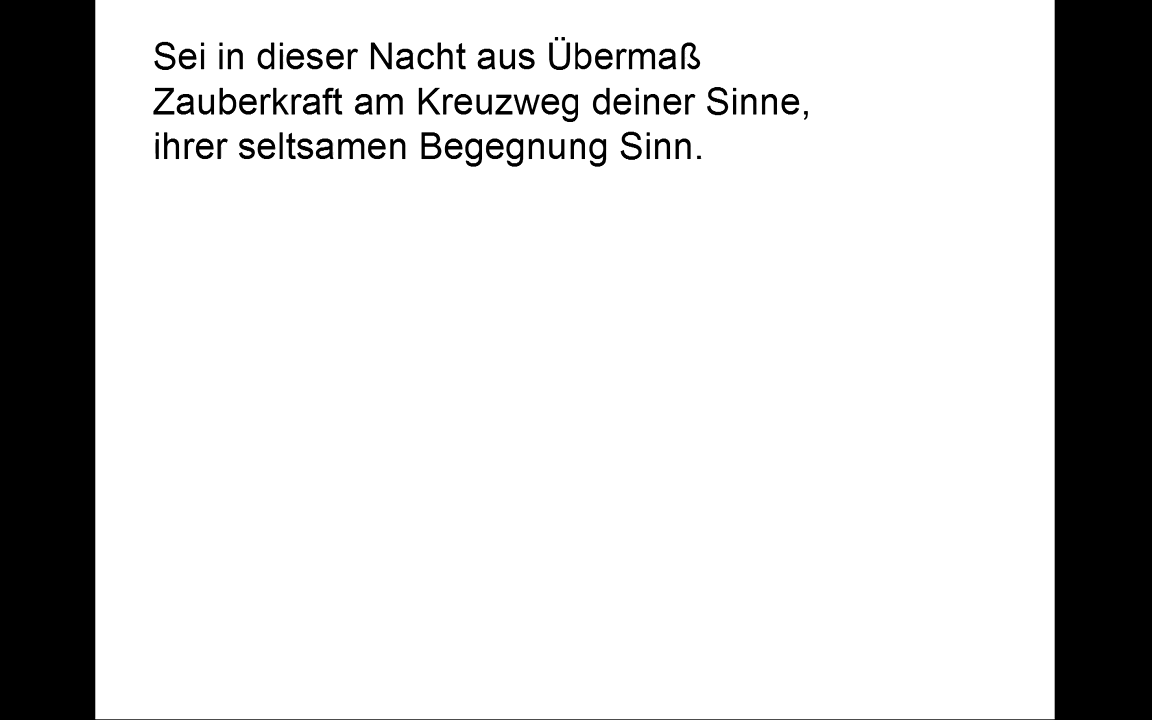 Sei in dieser Nacht aus Übermaß
Zauberkraft am Kreuzweg deiner Sinne,
ihrer seltsamen Begegnung Sinn.